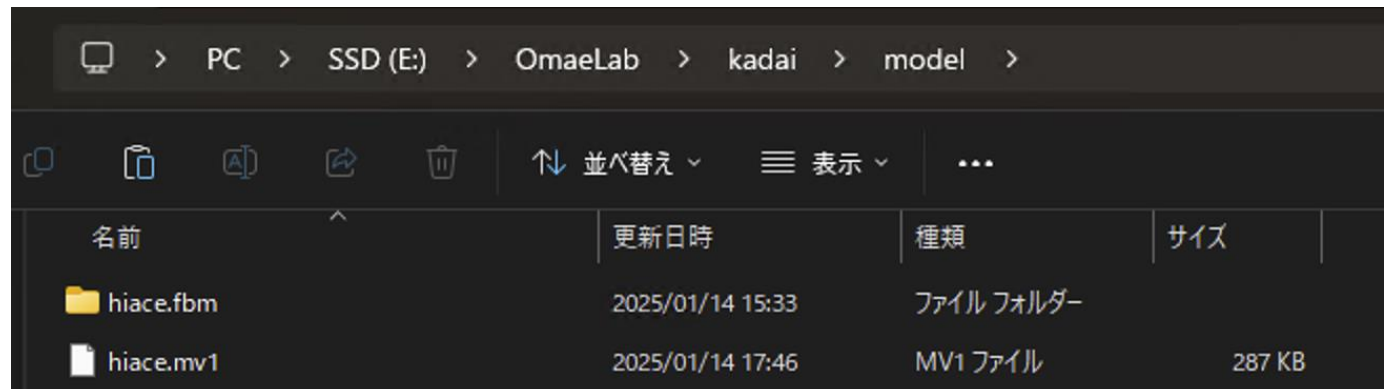 PC > SSD (E:) > OmaeLab > kadai > model >
並べ替え 表示 •••
名前 更新日時 種類 サイズ
hiace.fbm 2025/01/14 15:33 ファイル フォルダー
hiace.mv1 2025/01/14 17:46 MV1 ファイル 287 KB